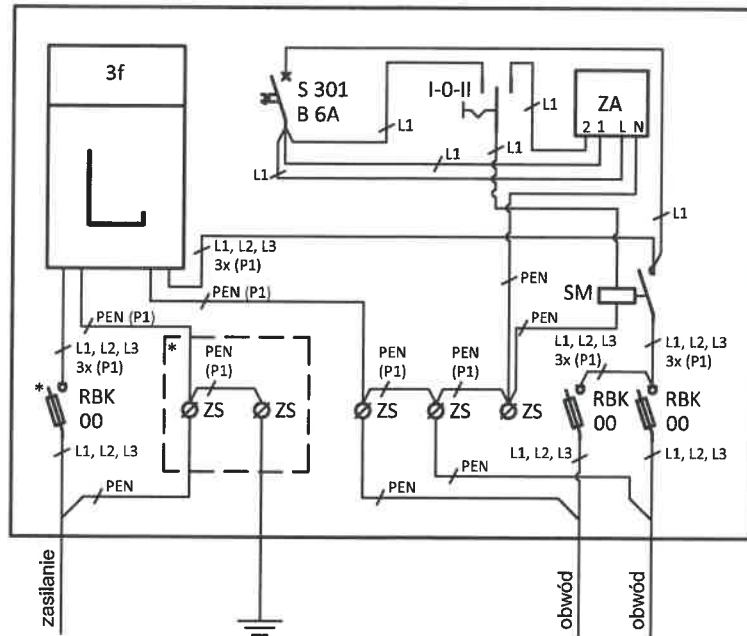 3f
S 301
B 6A
I-0-II
ZA
2 1 L N
L1
L1
L1
L1
L1
L1
L1, L2, L3
3x (P1)
PEN (P1)
PEN
SM
PEN
PEN (P1)
L1, L2, L3
3x (P1)
*
PEN
(P1)
PEN
(P1)
PEN
(P1)
L1, L2, L3
3x (P1)
L1, L2, L3
3x (P1)
*
RBK
00
ZS
ZS
ZS
ZS
ZS
RBK
00
RBK
00
L1, L2, L3
L1, L2, L3
L1, L2, L3
PEN
PEN
PEN
zasilanie
obwód
obwód